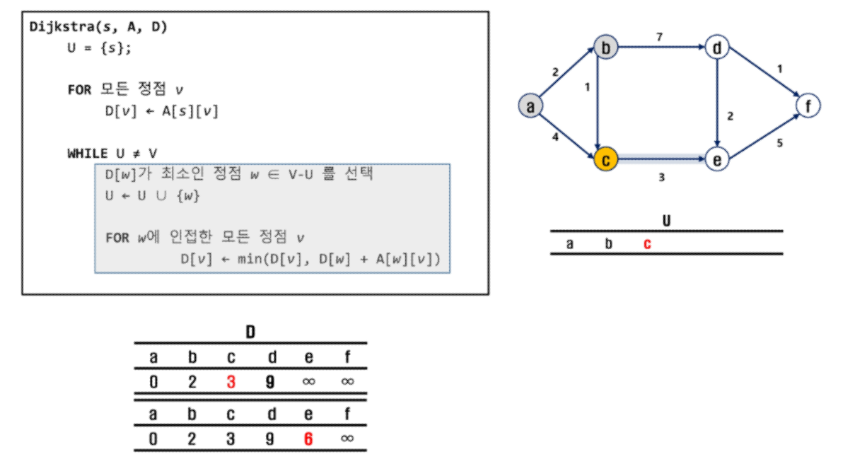 Dijkstra(s, A, D)
U = {s};
FOR 모든 정점 v
D[v] ← A[s][v]
WHILE U ≠ V
D[w]가 최소인 정점 w ∈ V-U 를 선택
U ← U ∪ {w}
FOR w에 인접한 모든 정점 v
D[v] ← min(D[v], D[w] + A[w][v])
b 7 d
2 1 1
a f
4 2 5
c 3 e
U
a b c
D
a b c d e f
0 2 3 9 ∞ ∞
a b c d e f
0 2 3 9 6 ∞